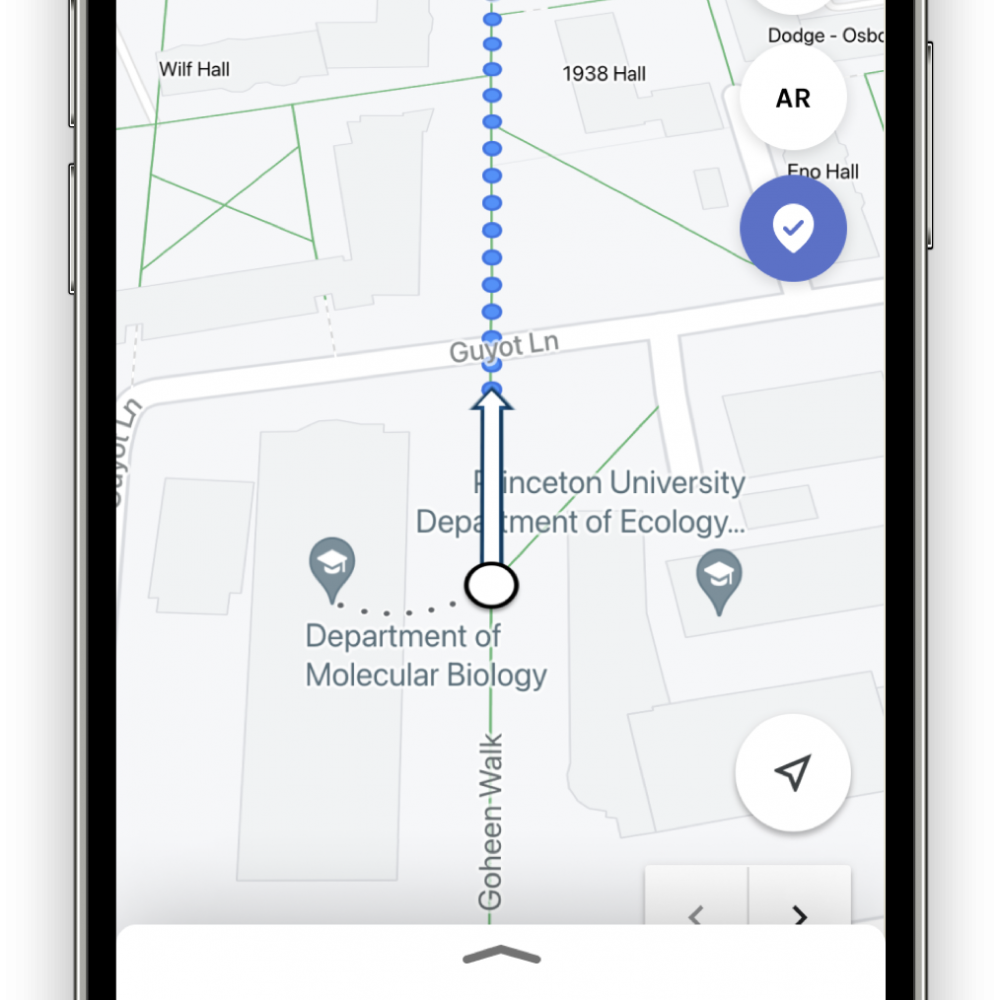 Dodge - Osbo
Wilf Hall
1938 Hall
AR
Eno Hall
Guyot Ln
Guyot Ln
Princeton University
Department of Ecology...
Department of
Molecular Biology
Goheen Walk